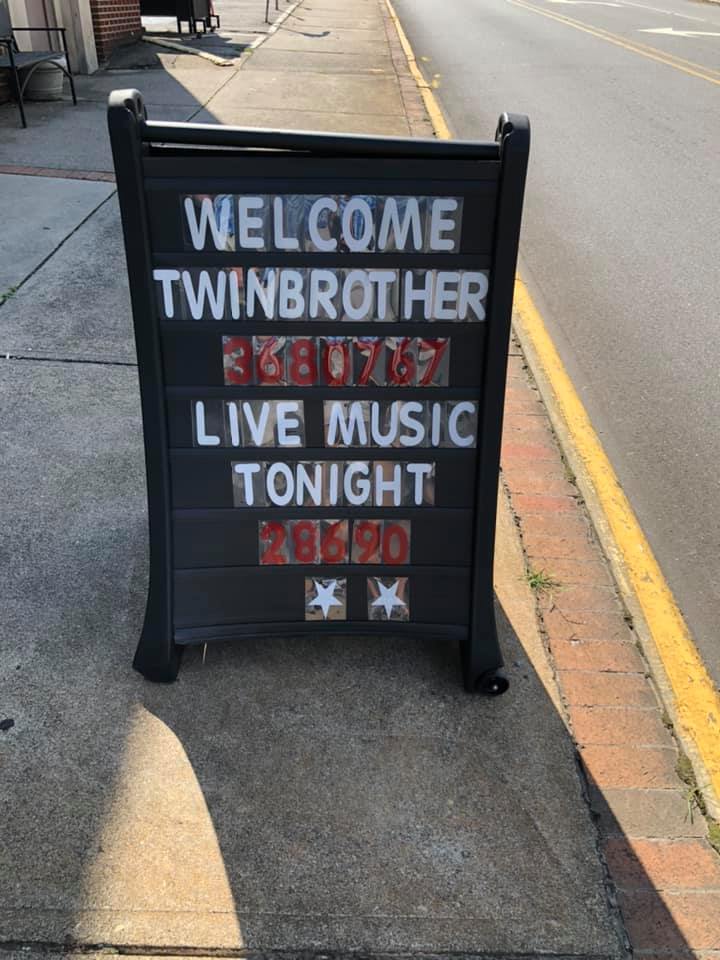 WELCOME
TWINBROTHER
3680767
LIVE MUSIC
TONIGHT
28690